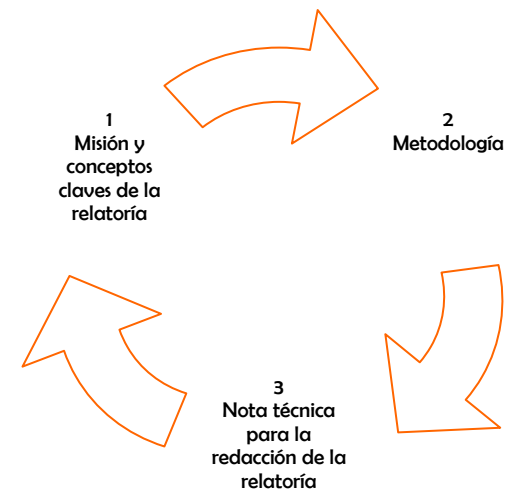 1
Misión y
conceptos
claves de la
relatoría
2
Metodología
3
Nota técnica
para la
redacción de la
relatoría